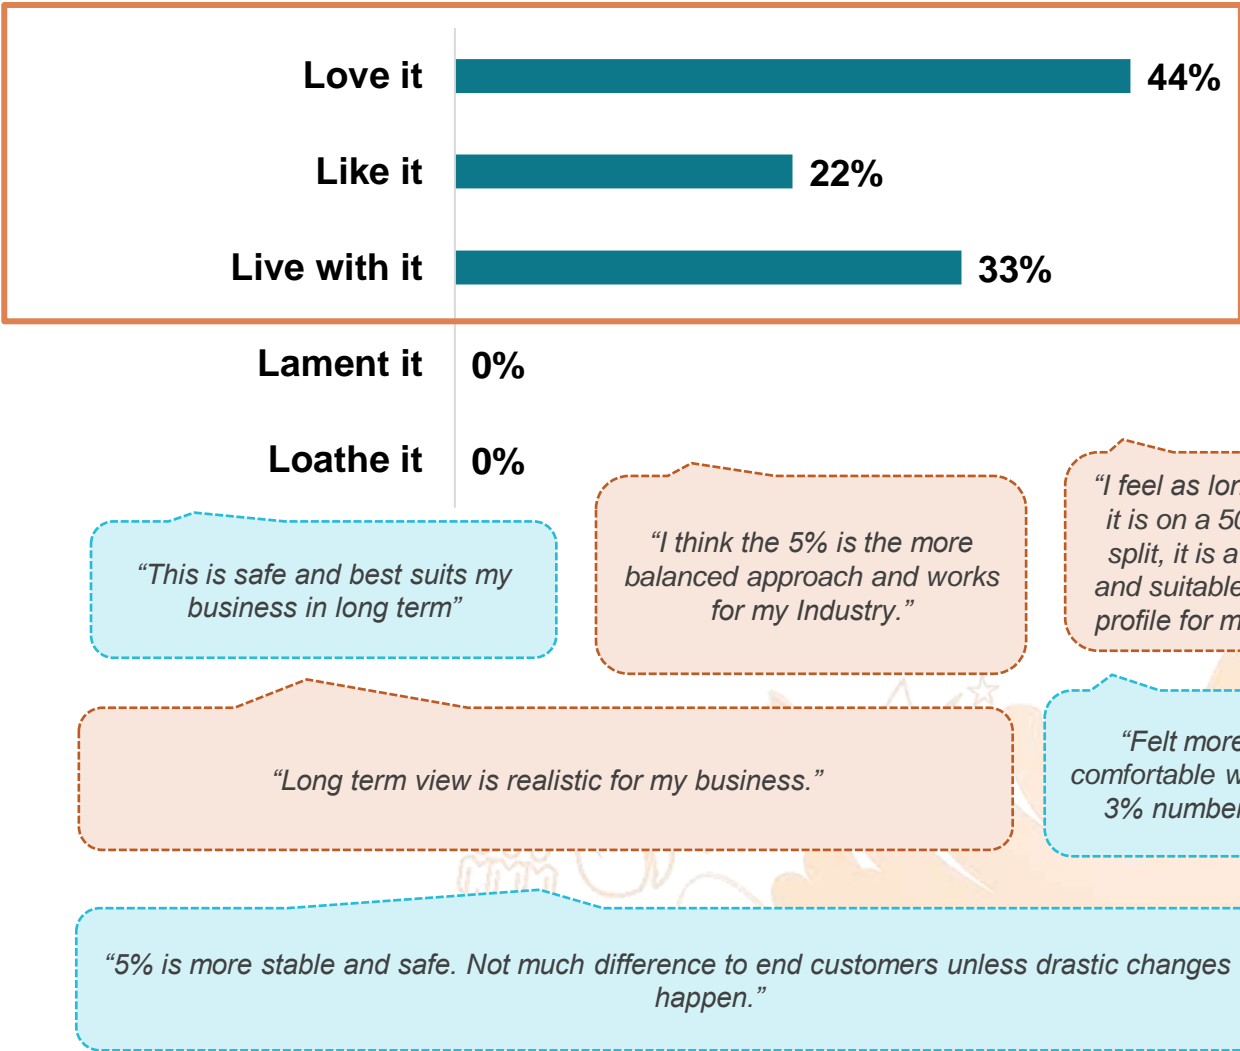 Love it 44%
Like it 22%
Live with it 33%
Lament it 0%
Loathe it 0%
“This is safe and best suits my
business in long term”
“I think the 5% is the more
balanced approach and works
for my Industry.”
“I feel as
it is on a
split, it is a
and suitable
profile for
“Long term view is realistic for my business.”
“Felt more
comfortable
3% number
“5% is more stable and safe. Not much difference to end customers unless drastic changes
happen.”